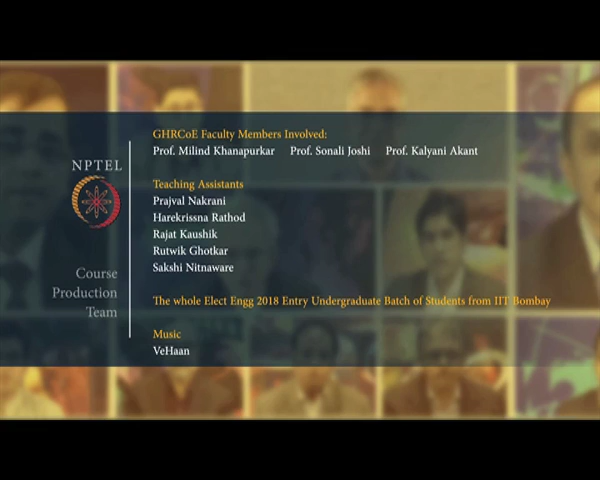 NPTEL
Course
Production
Team
GHRCoE Faculty Members Involved:
Prof. Milind Khanapurkar Prof. Sonali Joshi Prof. Kalyani Akant
Teaching Assistants
Prajval Nakrani
Harekrissna Rathod
Rajat Kaushik
Rutwik Ghotkar
Sakshi Nitnaware
The whole Elect Engg 2018 Entry Undergraduate Batch of Students from IIT Bombay
Music
VeHaan